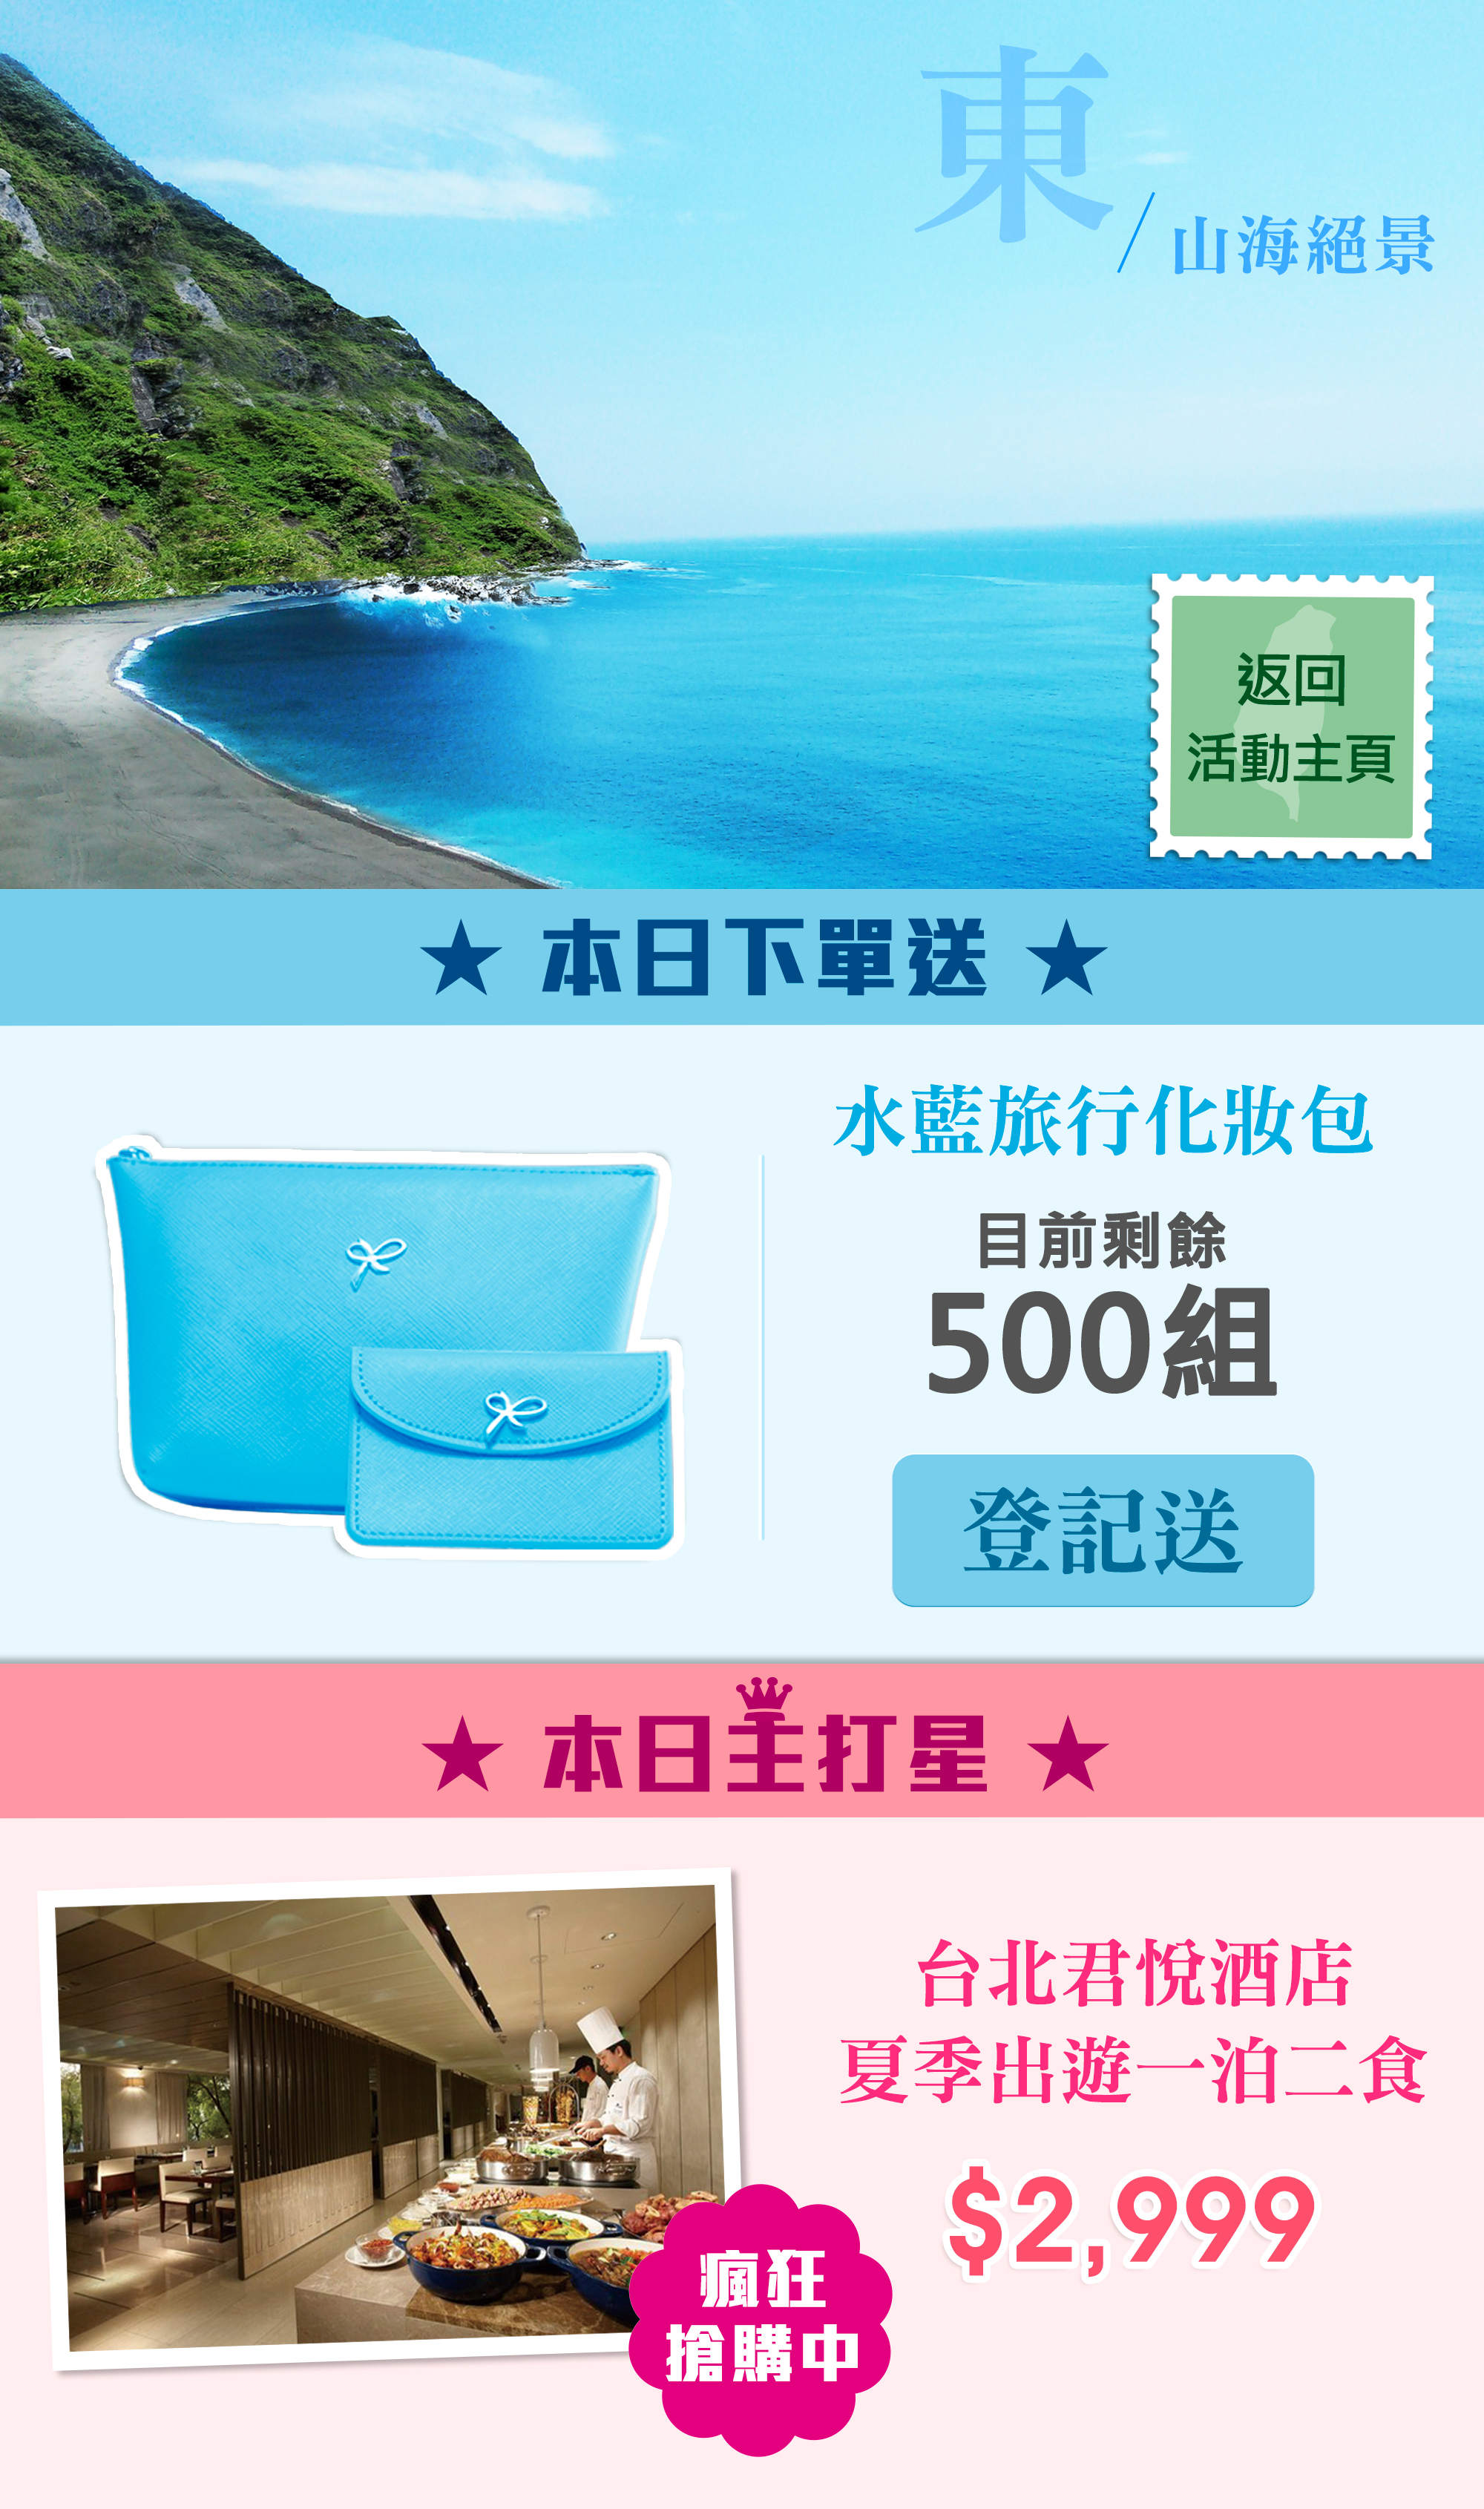 東
山海絕景
返回
活動主頁
★ 本日下單送 ★
水藍旅行化妝包
目前剩餘
500組
登記送
★ 本日主打星 ★
台北君悅酒店
夏季出遊一泊二食
$2,999
瘋狂
搶購中